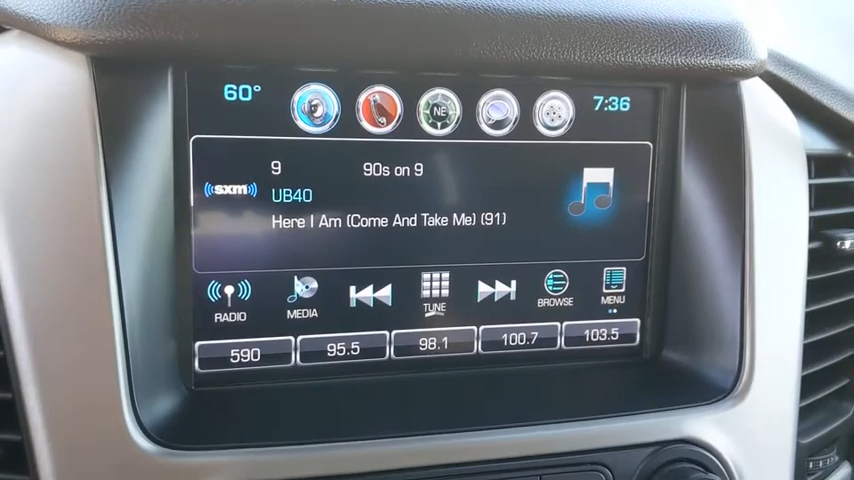 60° NE 7:36
9 90s on 9
((sxm))
UB40
Here I Am (Come And Take Me) (91)
RADIO MEDIA TUNE BROWSE MENU
590 95.5 98.1 100.7 103.5